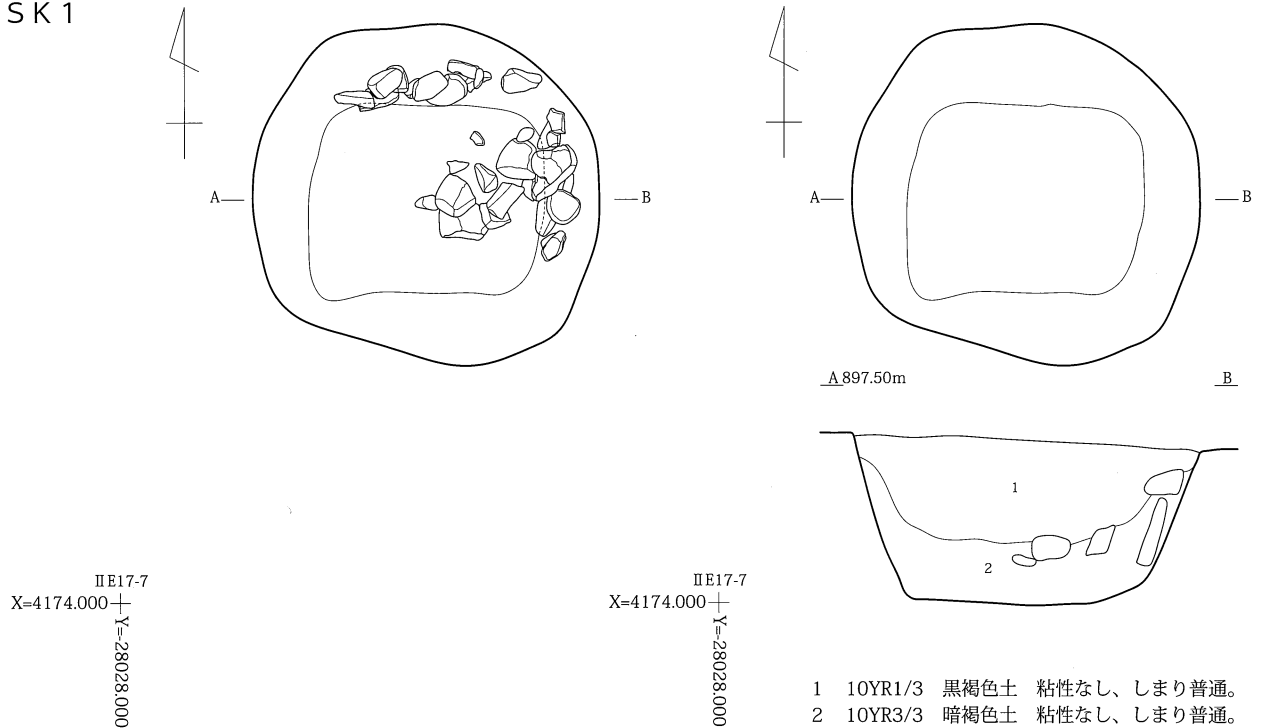 SK1
A B
A B
A 897.50m B
1
2
ⅡE17-7
X=4174.000
Y=-28028.000
ⅡE17-7
X=4174.000
Y=-28028.000
1 10YR1/3 黒褐色土 粘性なし、しまり普通。
2 10YR3/3 暗褐色土 粘性なし、しまり普通。